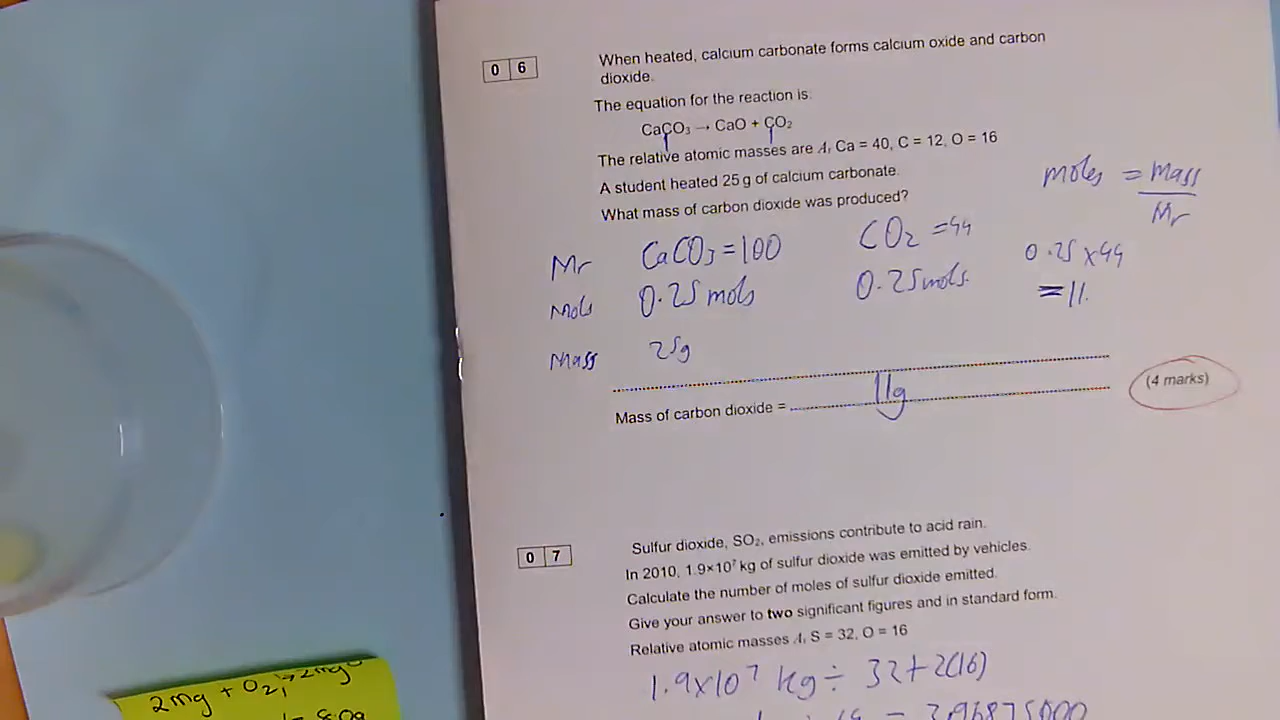 0 6
When heated, calcium carbonate forms calcium oxide and carbon
dioxide.
The equation for the reaction is:
CaCO₃ → CaO + CO₂
The relative atomic masses are Aᵣ Ca = 40, C = 12, O = 16
A student heated 25 g of calcium carbonate.
What mass of carbon dioxide was produced?
moles = Mass
Mr
Mr CaCO3 = 100 CO2 = 44 0.25 x 44
Mols 0.25 mols 0.25 mols. = 11.
Mass 25g
Mass of carbon dioxide = 11g
(4 marks)
0 7
Sulfur dioxide, SO₂, emissions contribute to acid rain.
In 2010, 1.9×10⁷ kg of sulfur dioxide was emitted by vehicles.
Calculate the number of moles of sulfur dioxide emitted.
Give your answer to two significant figures and in standard form.
Relative atomic masses Aᵣ S = 32, O = 16
1.9x10⁷ kg ÷ 32+2(16)
= 296875000
2Mg + O2 → 2MgO
80g